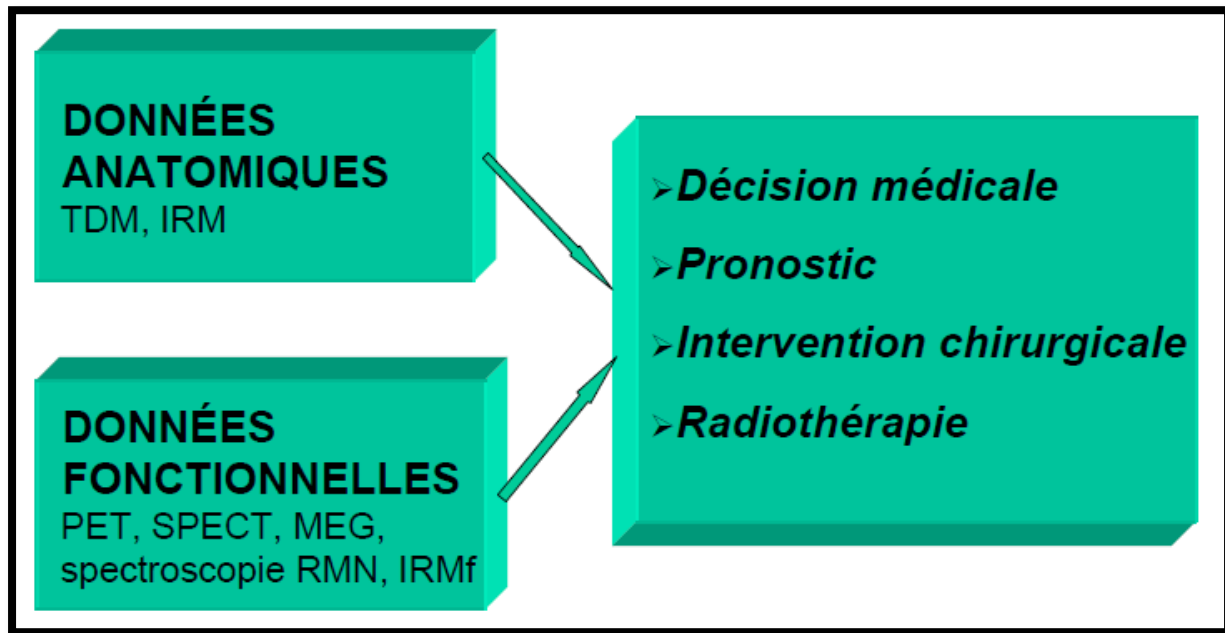 DONNÉES
ANATOMIQUES
TDM, IRM
DONNÉES
FONCTIONNELLES
PET, SPECT, MEG,
spectroscopie RMN, IRMf
➢Décision médicale
➢Pronostic
➢Intervention chirurgicale
➢Radiothérapie